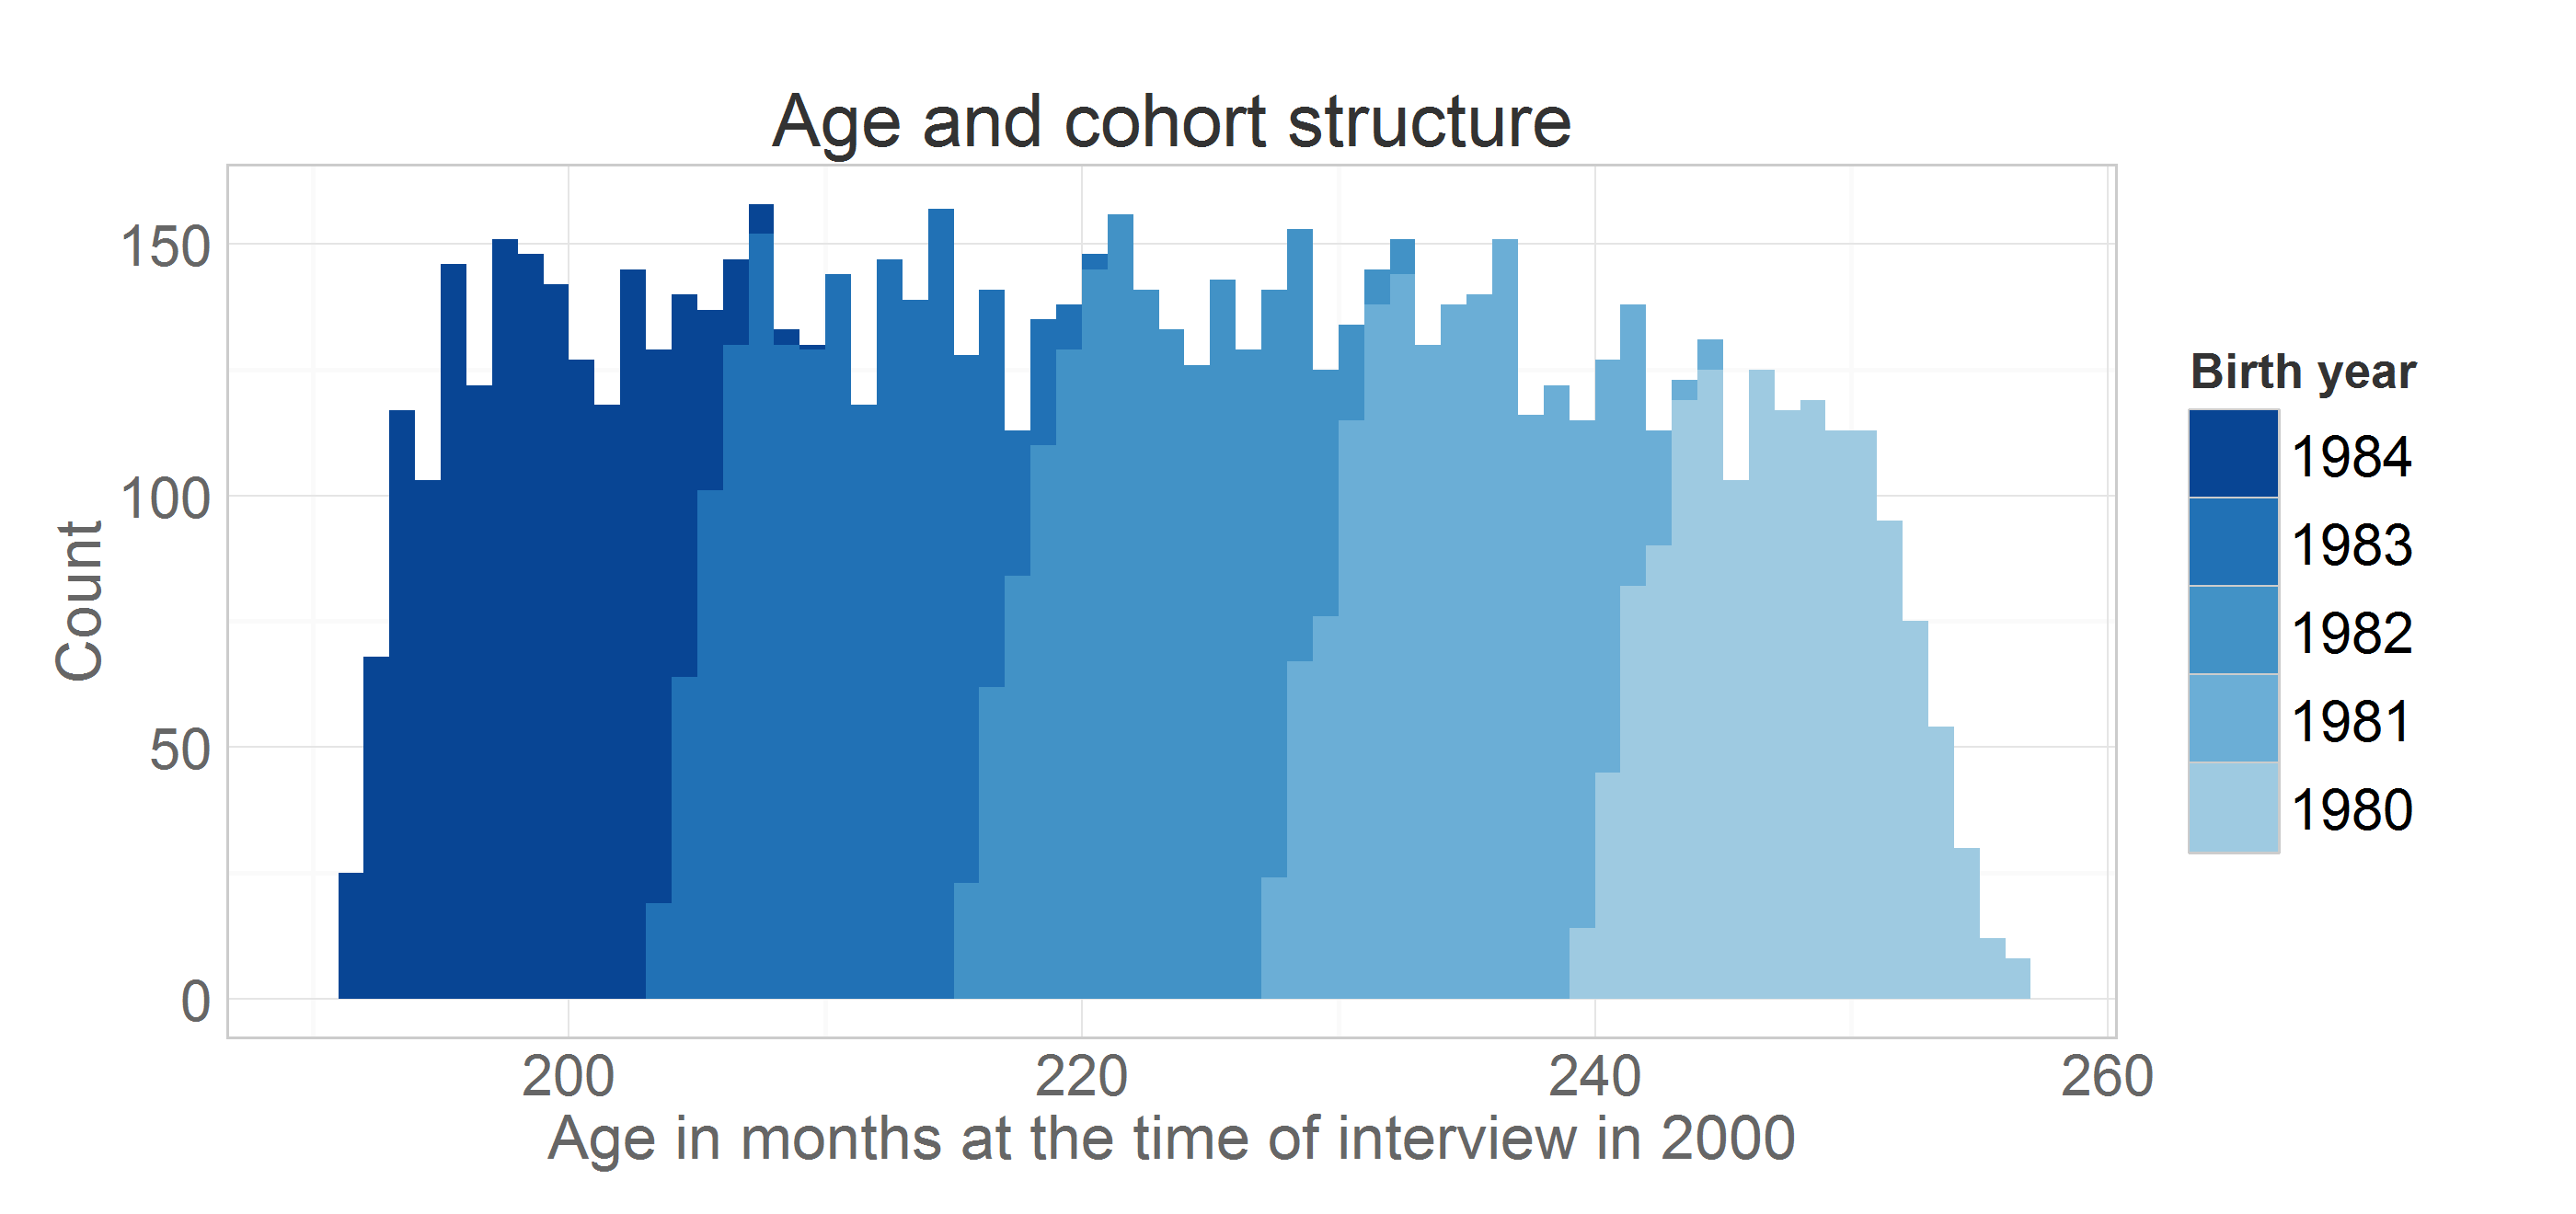 Age and cohort structure
150
100
50
0
Count
200 220 240 260
Age in months at the time of interview in 2000
Birth year
1984
1983
1982
1981
1980